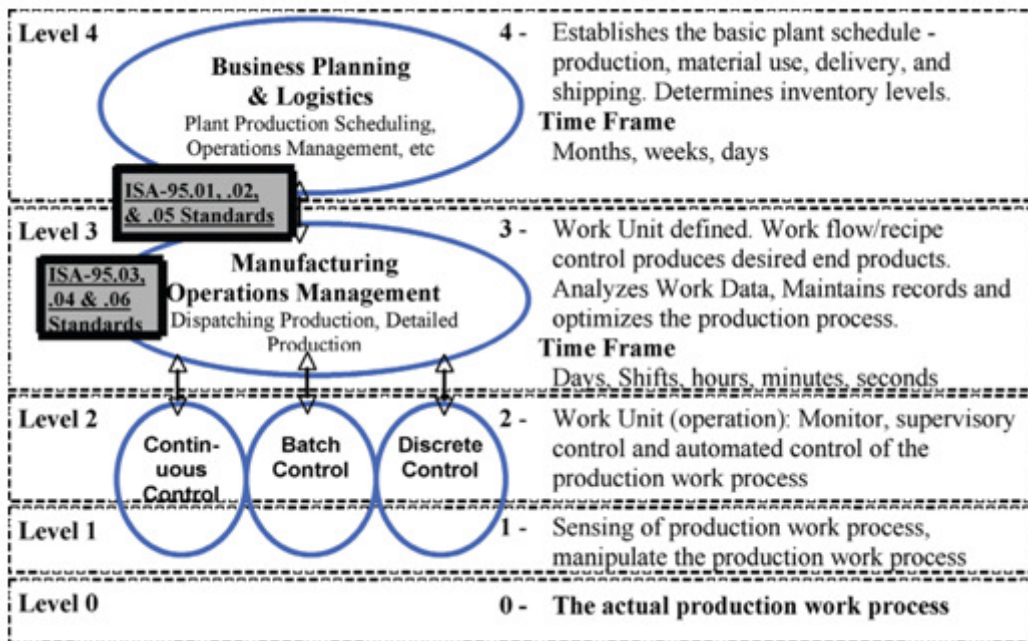 Level 4
Business Planning
& Logistics
Plant Production Scheduling,
Operations Management, etc
4 - Establishes the basic plant schedule -
production, material use, delivery, and
shipping. Determines inventory levels.
Time Frame
Months, weeks, days
ISA-95.01, .02,
& .05 Standards
Level 3
ISA-95.03,
.04 & .06
Standards
Manufacturing
Operations Management
Dispatching Production, Detailed
Production
3 - Work Unit defined. Work flow/recipe
control produces desired end products.
Analyzes Work Data, Maintains records and
optimizes the production process.
Time Frame
Days, Shifts, hours, minutes, seconds
Level 2
Contin-
uous
Control
Batch
Control
Discrete
Control
2 - Work Unit (operation): Monitor, supervisory
control and automated control of the
production work process
Level 1
1 - Sensing of production work process,
manipulate the production work process
Level 0
0 - The actual production work process